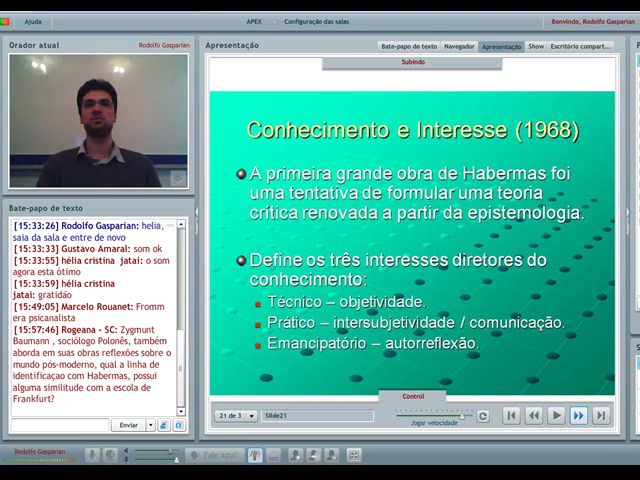 Ajuda
APEX
Configuração das salas
Benvindo, Rodolfo Gasparian
Orador atual
Rodolfo Gasparian
Apresentação
Bate-papo de texto
Navegador
Apresentação
Show
Escritório compart...
Subindo
Conhecimento e Interesse (1968)
A primeira grande obra de Habermas foi
uma tentativa de formular uma teoria
crítica renovada a partir da epistemologia.
Define os três interesses diretores do
conhecimento:
Técnico – objetividade.
Prático – intersubjetividade / comunicação.
Emancipatório – autorreflexão.
Bate-papo de texto
[15:33:26] Rodolfo Gasparian: helia,
saia da sala e entre de novo
[15:33:33] Gustavo Amaral: som ok
[15:33:55] hélia cristina jatai: o som
agora esta ótimo
[15:33:59] hélia cristina
jatai: gratidão
[15:49:05] Marcelo Rouanet: Fromm
era psicanalista
[15:57:46] Rogeana - SC: Zygmunt
Baumann , sociólogo Polonês, também
aborda em suas obras reflexões sobre o
mundo pós-moderno, qual a linha de
identificaçao com Habermas, possui
alguma similitude com a escola de
Frankfurt?
Enviar
Control
21 de 3
Slide21
Jogar velocidade
Rodolfo Gasparian
Fale aqui!